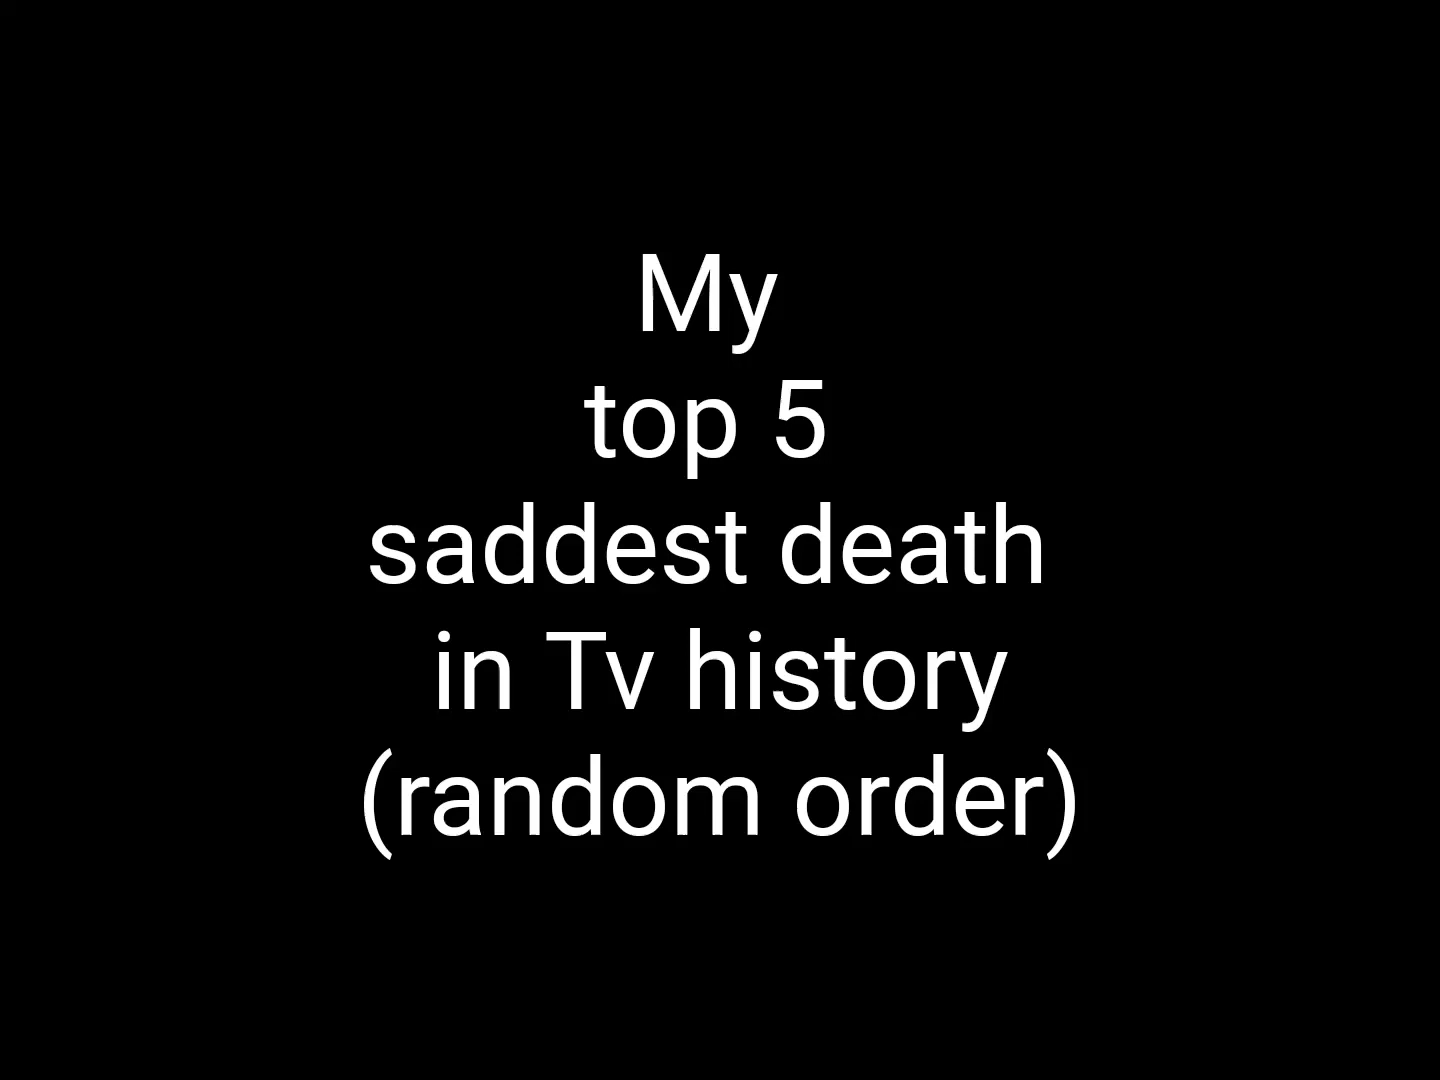 My
top 5
saddest death
in Tv history
(random order)